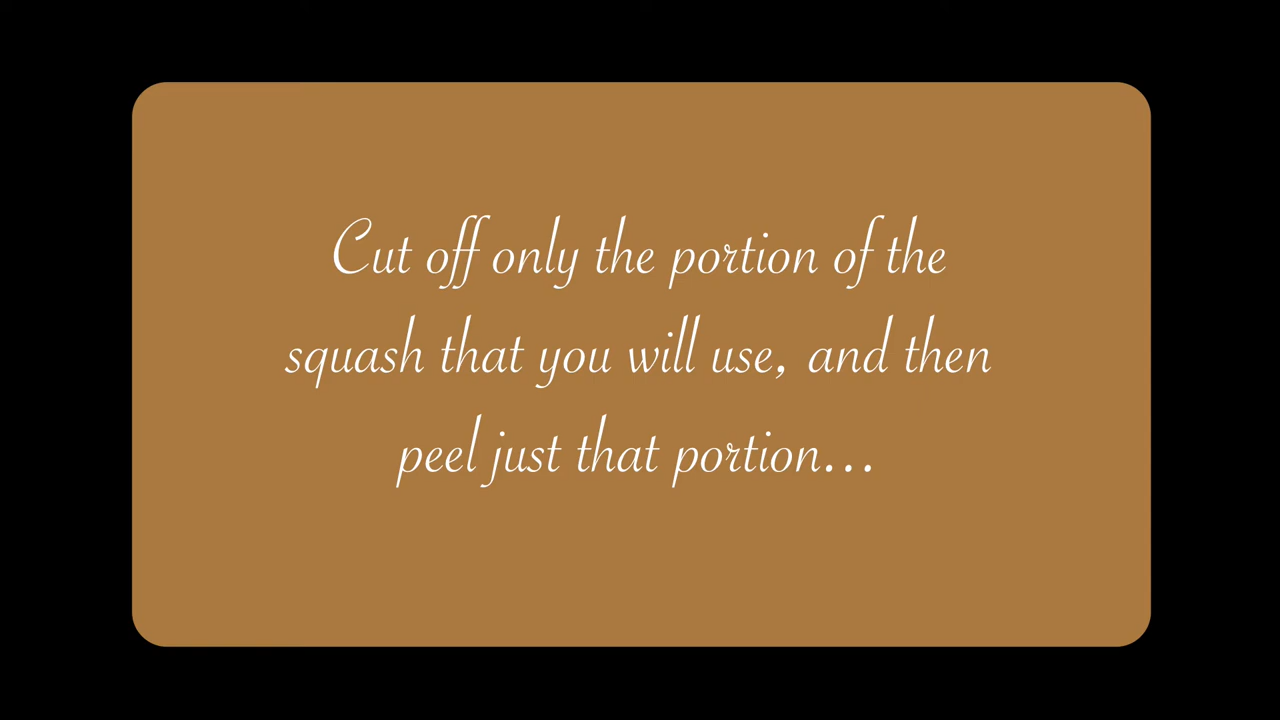 Cut off only the portion of the
squash that you will use, and then
peel just that portion...